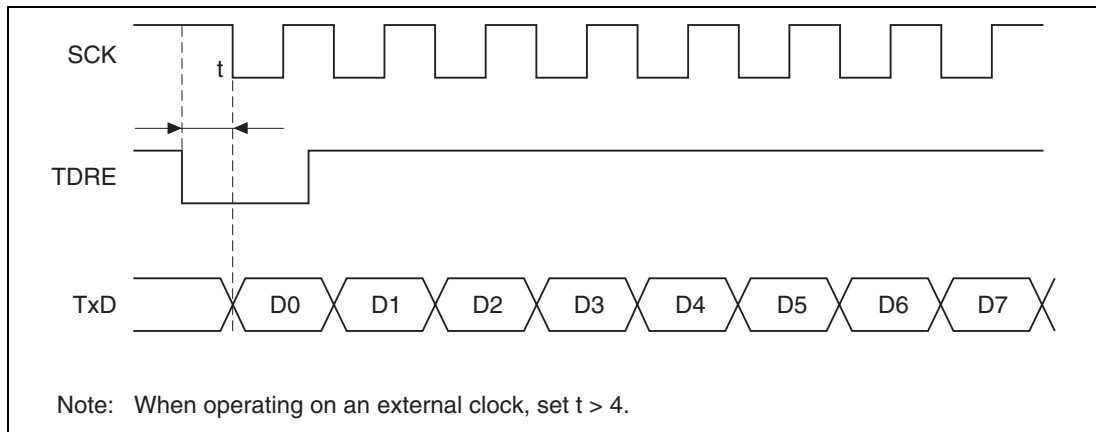 SCK
t
TDRE
TxD D0 D1 D2 D3 D4 D5 D6 D7
Note: When operating on an external clock, set t > 4.